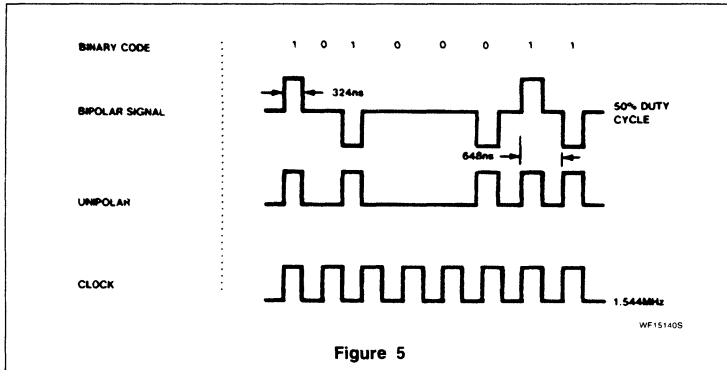 BINARY CODE 1 0 1 0 0 0 1 1
324ns
BIPOLAR SIGNAL
50% DUTY
CYCLE
648ns
UNIPOLAR
CLOCK
1.544MHz
WF15140S
Figure 5